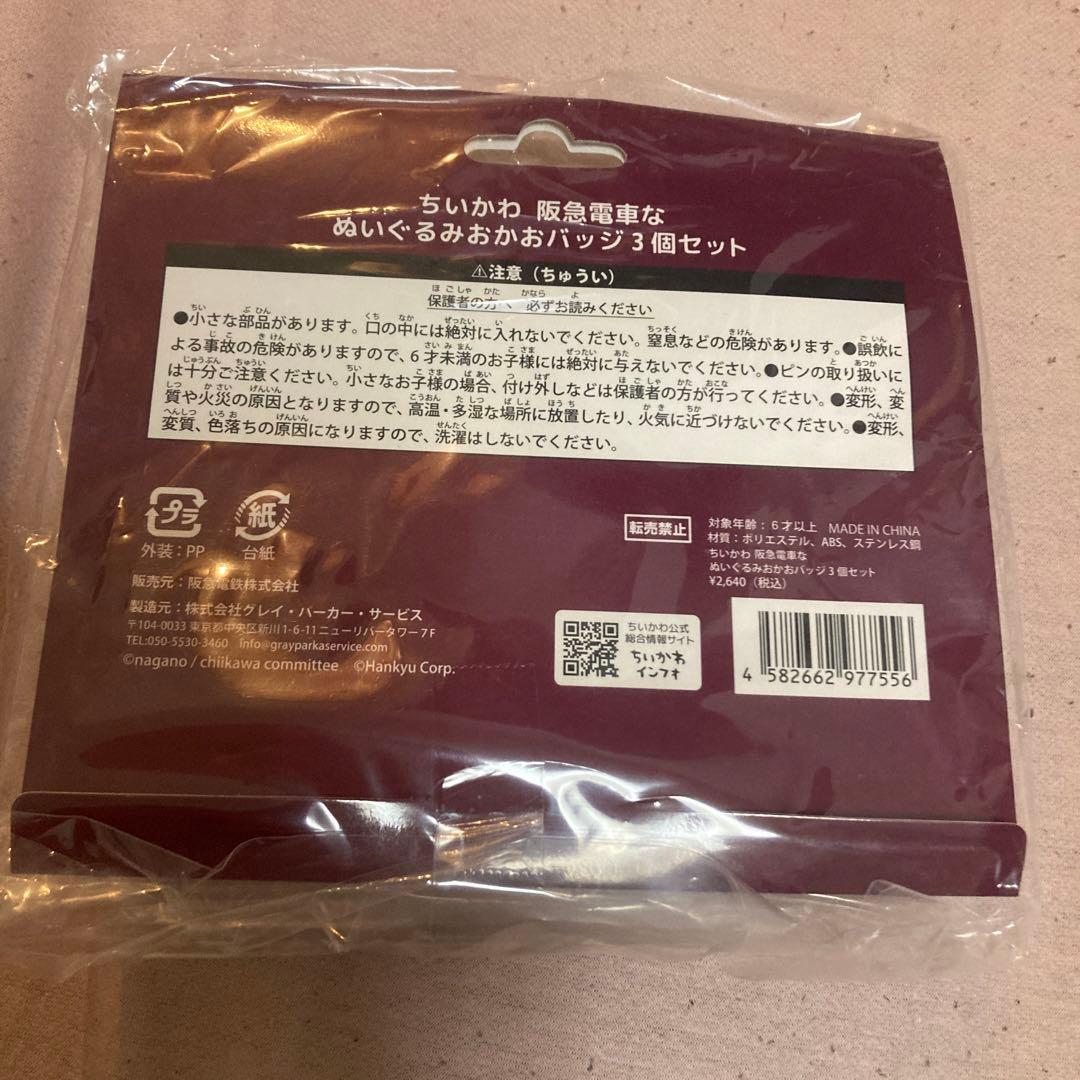 ちいかわ 阪急電車な
ぬいぐるみおかおバッジ3個セット
⚠注意（ちゅうい）
保護者の方へ 必ずお読みください
●小さな部品があります。口の中には絶対に入れないでください。窒息などの危険があります。●誤飲に
よる事故の危険がありますので、6才未満のお子様には絶対に与えないでください。●ピンの取り扱いに
は十分ご注意ください。小さなお子様の場合、付け外しなどは保護者の方が行ってください。●変形、変
質や火災の原因となりますので、高温・多湿な場所に放置したり、火気に近づけないでください。●変形、
変質、色落ちの原因になりますので、洗濯はしないでください。
プラ
外装：PP
紙
台紙
販売元：阪急電鉄株式会社
製造元：株式会社グレイ・パーカー・サービス
〒104-0033 東京都中央区新川1-6-11ニューリバータワー7F
TEL:050-5530-3460 info@grayparkaservice.com
©nagano / chiikawa committee ©Hankyu Corp.
転売禁止
対象年齢：6才以上 MADE IN CHINA
材質：ポリエステル、ABS、ステンレス鋼
ちいかわ 阪急電車な
ぬいぐるみおかおバッジ3個セット
¥2,640（税込）
ちいかわ公式
総合情報サイト
ちいかわ
インフォ
4 582662 977556